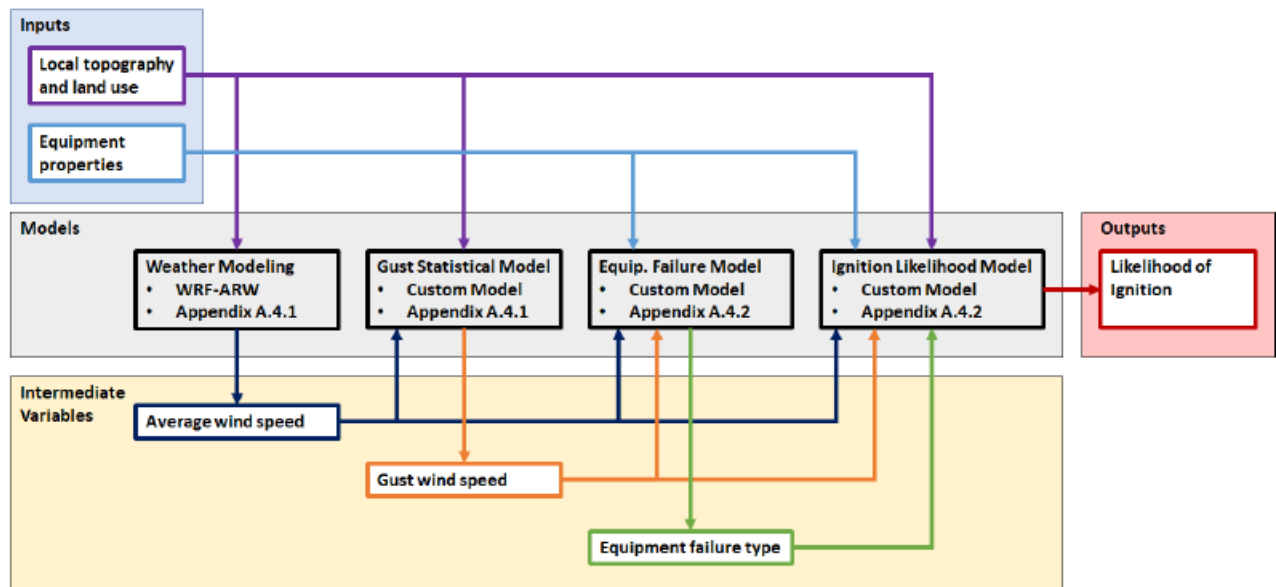 Inputs
Local topography
and land use
Equipment
properties
Models
Weather Modeling
• WRF-ARW
• Appendix A.4.1
Gust Statistical Model
• Custom Model
• Appendix A.4.1
Equip. Failure Model
• Custom Model
• Appendix A.4.2
Ignition Likelihood Model
• Custom Model
• Appendix A.4.2
Outputs
Likelihood of
Ignition
Intermediate
Variables
Average wind speed
Gust wind speed
Equipment failure type